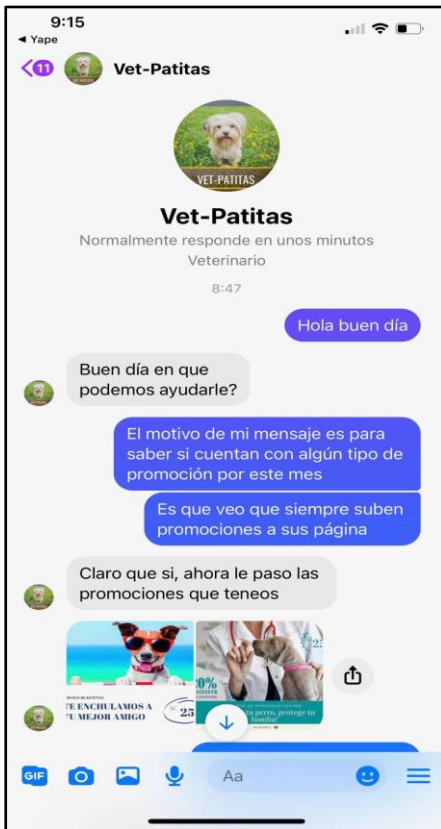 9:15
◄ Yape
11
Vet-Patitas
VET-PATITAS
Vet-Patitas
Normalmente responde en unos minutos
Veterinario
8:47
Hola buen día
Buen día en que
podemos ayudarle?
El motivo de mi mensaje es para
saber si cuentan con algún tipo de
promoción por este mes
Es que veo que siempre suben
promociones a sus página
Claro que si, ahora le paso las
promociones que teneos
TE ENCHULAMOS A
TU MEJOR AMIGO
25
25
0%
tu perro, protege tu
familia!
GIF
Aa